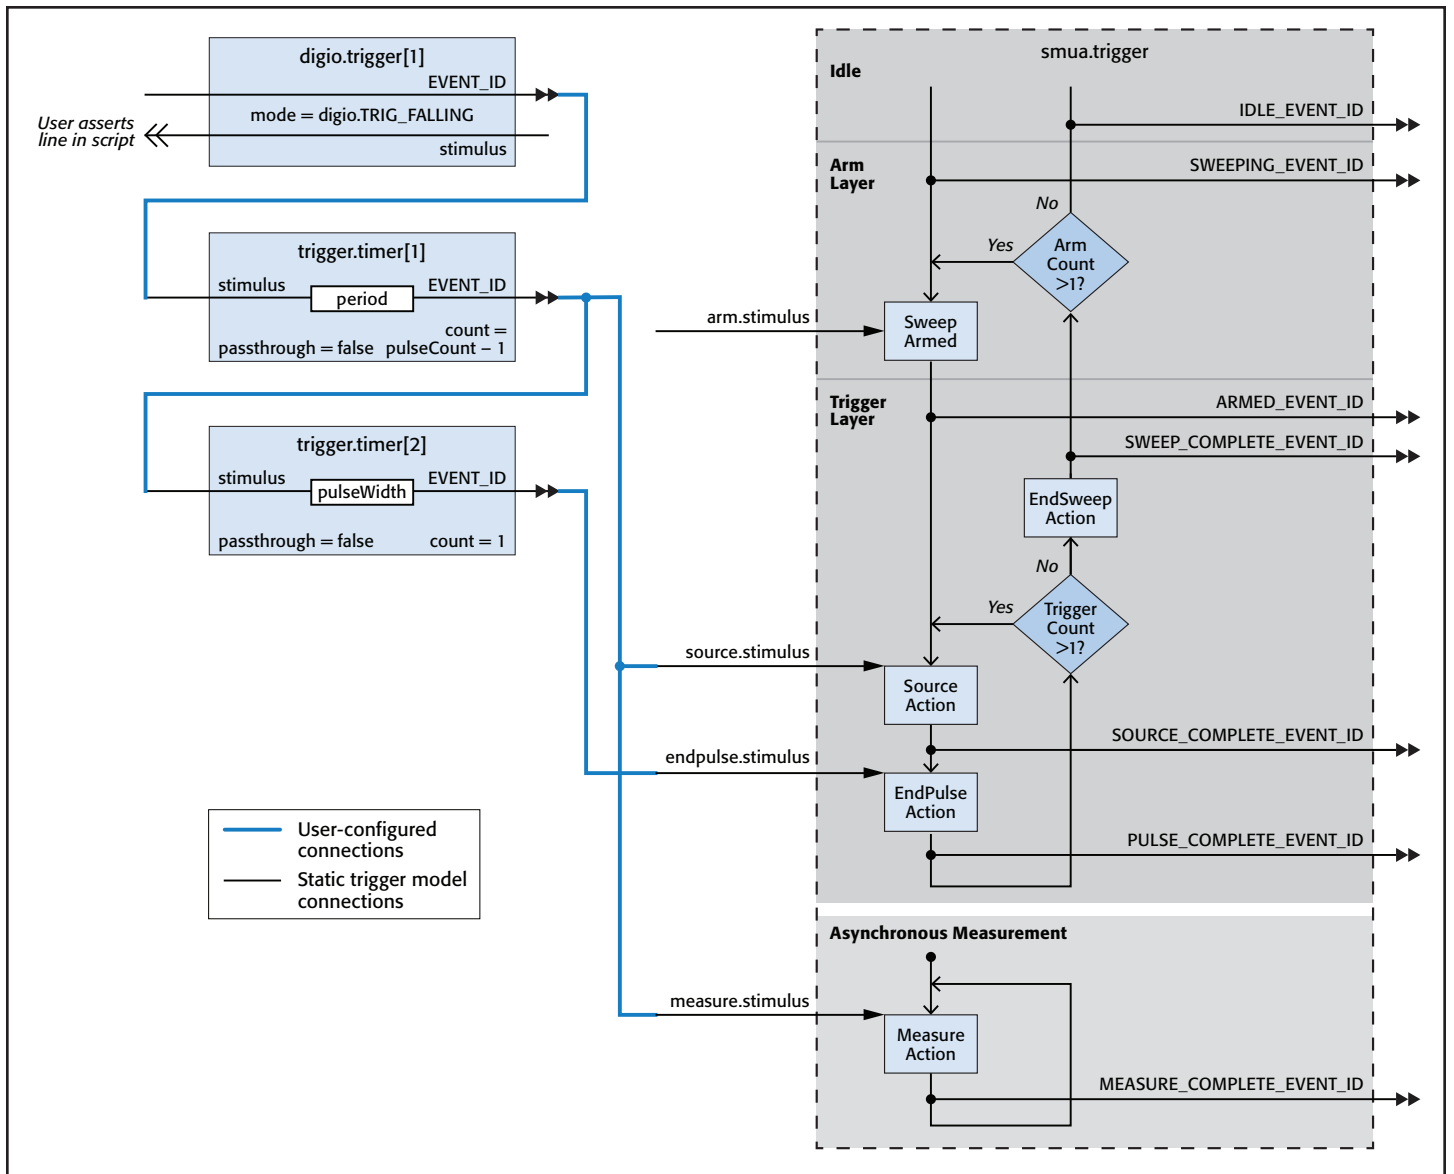 digio.trigger[1]
EVENT_ID
mode = digio.TRIG_FALLING
User asserts
line in script
stimulus
trigger.timer[1]
stimulus
period
EVENT_ID
count =
passthrough = false pulseCount – 1
trigger.timer[2]
stimulus
pulseWidth
EVENT_ID
passthrough = false count = 1
User-configured
connections
Static trigger model
connections
smua.trigger
Idle
IDLE_EVENT_ID
Arm
Layer
SWEEPING_EVENT_ID
No
Yes
Arm
Count
>1?
arm.stimulus
Sweep
Armed
Trigger
Layer
ARMED_EVENT_ID
SWEEP_COMPLETE_EVENT_ID
EndSweep
Action
No
Yes
Trigger
Count
>1?
source.stimulus
Source
Action
SOURCE_COMPLETE_EVENT_ID
endpulse.stimulus
EndPulse
Action
PULSE_COMPLETE_EVENT_ID
Asynchronous Measurement
measure.stimulus
Measure
Action
MEASURE_COMPLETE_EVENT_ID